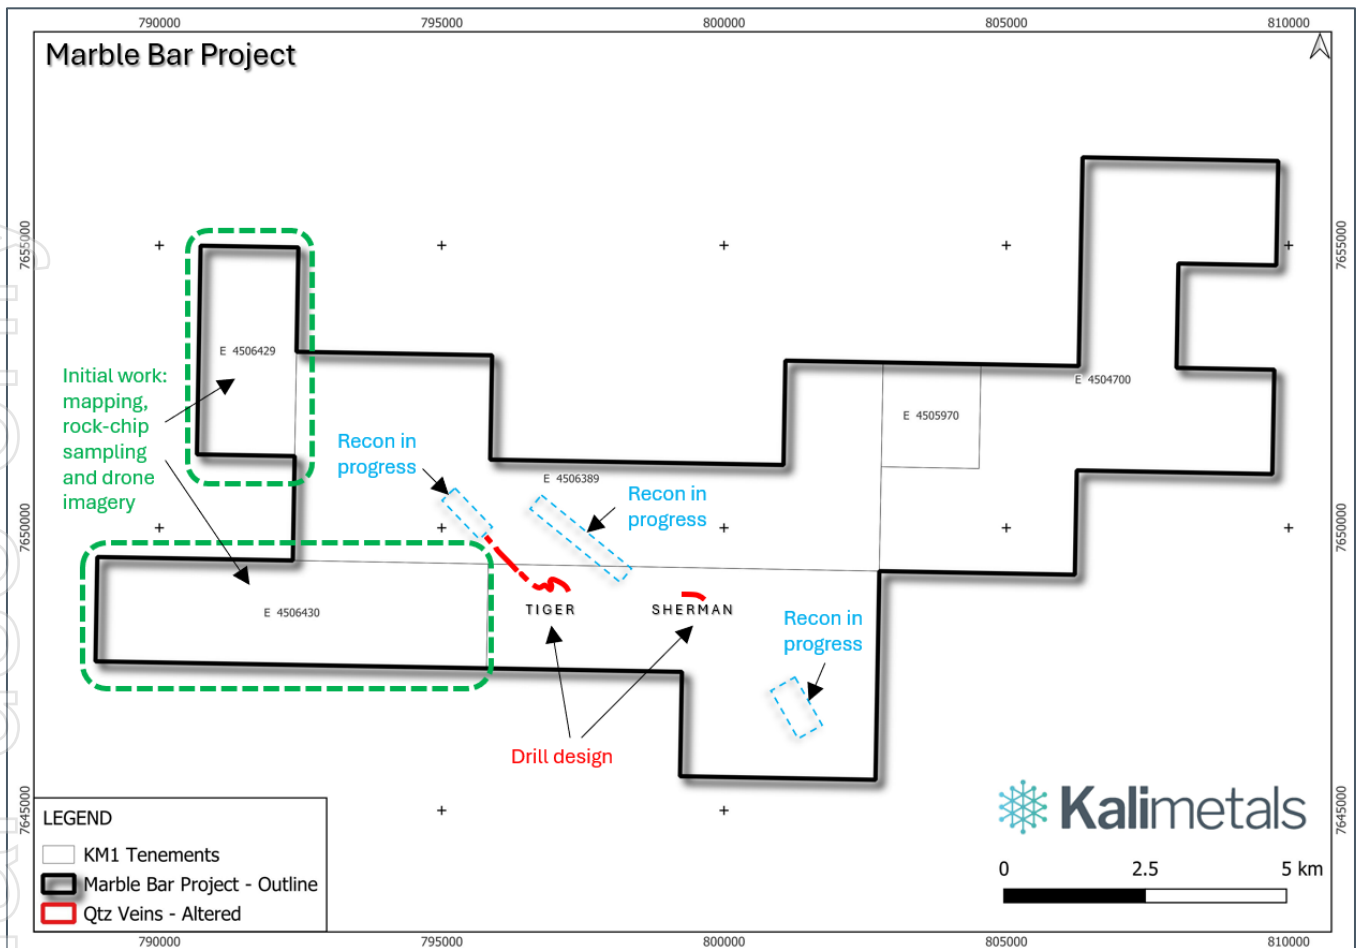 790000
795000
800000
805000
810000
Marble Bar Project
7655000
7655000
E 4506429
Initial work:
mapping,
rock-chip
sampling
and drone
imagery
E 4504700
E 4505970
Recon in
progress
E 4506389
Recon in
progress
7650000
7650000
E 4506430
TIGER
SHERMAN
Recon in
progress
Drill design
7645000
7645000
LEGEND
KM1 Tenements
Marble Bar Project - Outline
Qtz Veins - Altered
Kalimetals
0 2.5 5 km
790000
795000
800000
805000
810000